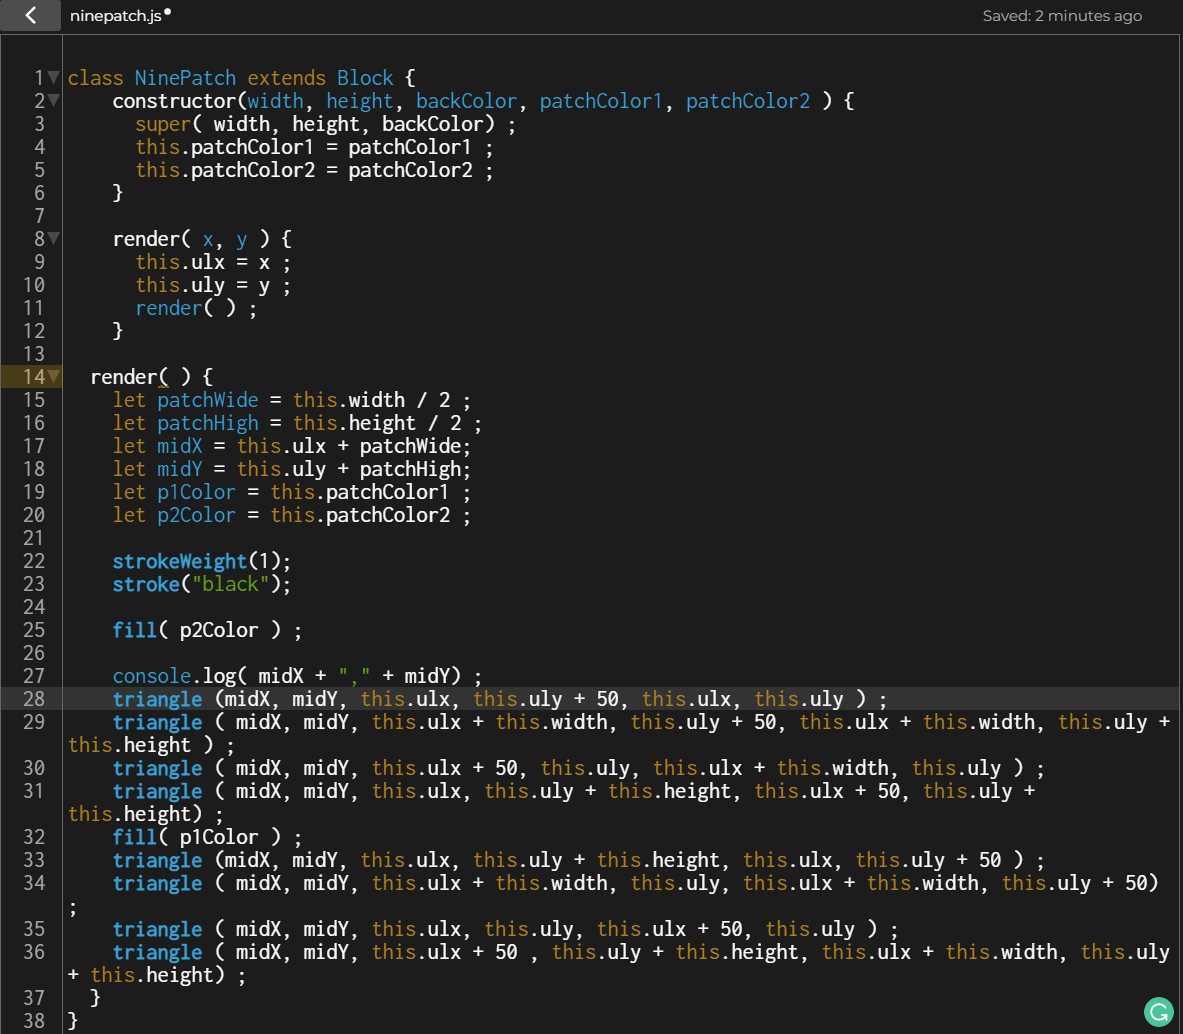 ninepatch.js
Saved: 2 minutes ago
1 class NinePatch extends Block {
2     constructor(width, height, backColor, patchColor1, patchColor2 ) {
3       super( width, height, backColor) ;
4       this.patchColor1 = patchColor1 ;
5       this.patchColor2 = patchColor2 ;
6     }
7
8     render( x, y ) {
9       this.ulx = x ;
10       this.uly = y ;
11       render( ) ;
12     }
13
14   render( ) {
15     let patchWide = this.width / 2 ;
16     let patchHigh = this.height / 2 ;
17     let midX = this.ulx + patchWide;
18     let midY = this.uly + patchHigh;
19     let p1Color = this.patchColor1 ;
20     let p2Color = this.patchColor2 ;
21
22     strokeWeight(1);
23     stroke("black");
24
25     fill( p2Color ) ;
26
27     console.log( midX + "," + midY) ;
28     triangle (midX, midY, this.ulx, this.uly + 50, this.ulx, this.uly ) ;
29     triangle ( midX, midY, this.ulx + this.width, this.uly + 50, this.ulx + this.width, this.uly +
this.height ) ;
30     triangle ( midX, midY, this.ulx + 50, this.uly, this.ulx + this.width, this.uly ) ;
31     triangle ( midX, midY, this.ulx, this.uly + this.height, this.ulx + 50, this.uly +
this.height) ;
32     fill( p1Color ) ;
33     triangle (midX, midY, this.ulx, this.uly + this.height, this.ulx, this.uly + 50 ) ;
34     triangle ( midX, midY, this.ulx + this.width, this.uly, this.ulx + this.width, this.uly + 50)
;
35     triangle ( midX, midY, this.ulx, this.uly, this.ulx + 50, this.uly ) ;
36     triangle ( midX, midY, this.ulx + 50 , this.uly + this.height, this.ulx + this.width, this.uly
+ this.height) ;
37   }
38 }